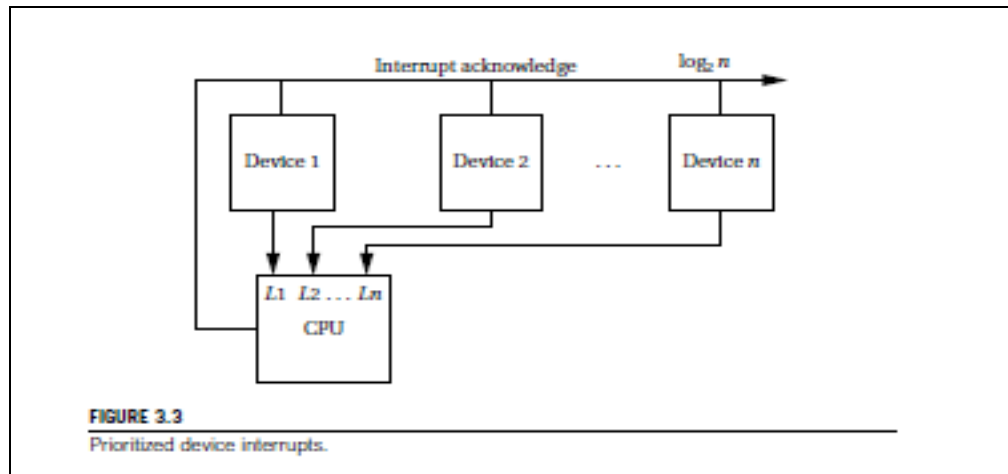 Interrupt acknowledge log₂ n
Device 1 Device 2 ... Device n
L1 L2 ... Ln
CPU
FIGURE 3.3
Prioritized device interrupts.